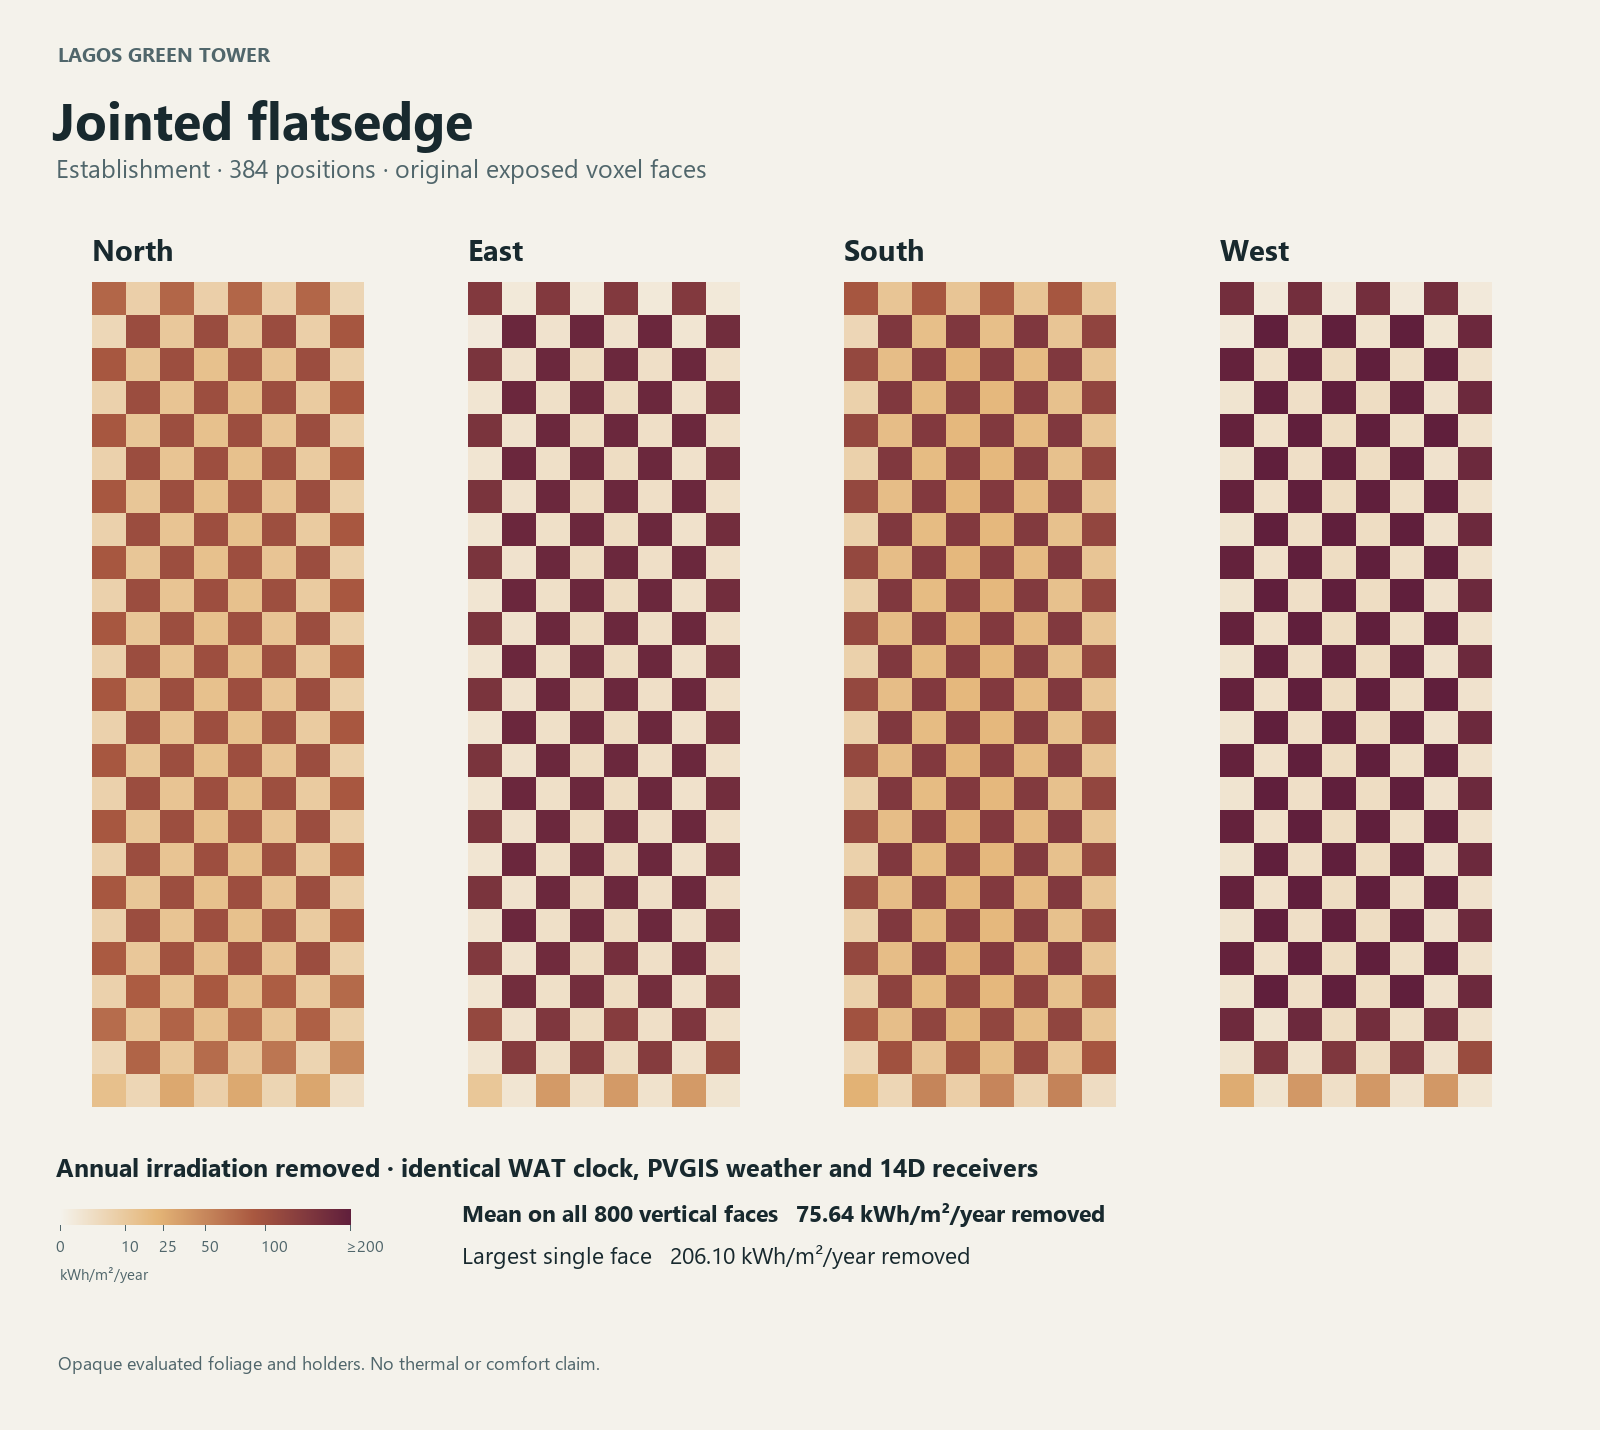 LAGOS GREEN TOWER
Jointed flatsedge
Establishment · 384 positions · original exposed voxel faces
North East South West
Annual irradiation removed · identical WAT clock, PVGIS weather and 14D receivers
Mean on all 800 vertical faces 75.64 kWh/m²/year removed
0 10 25 50 100 ≥200
Largest single face 206.10 kWh/m²/year removed
kWh/m²/year
Opaque evaluated foliage and holders. No thermal or comfort claim.